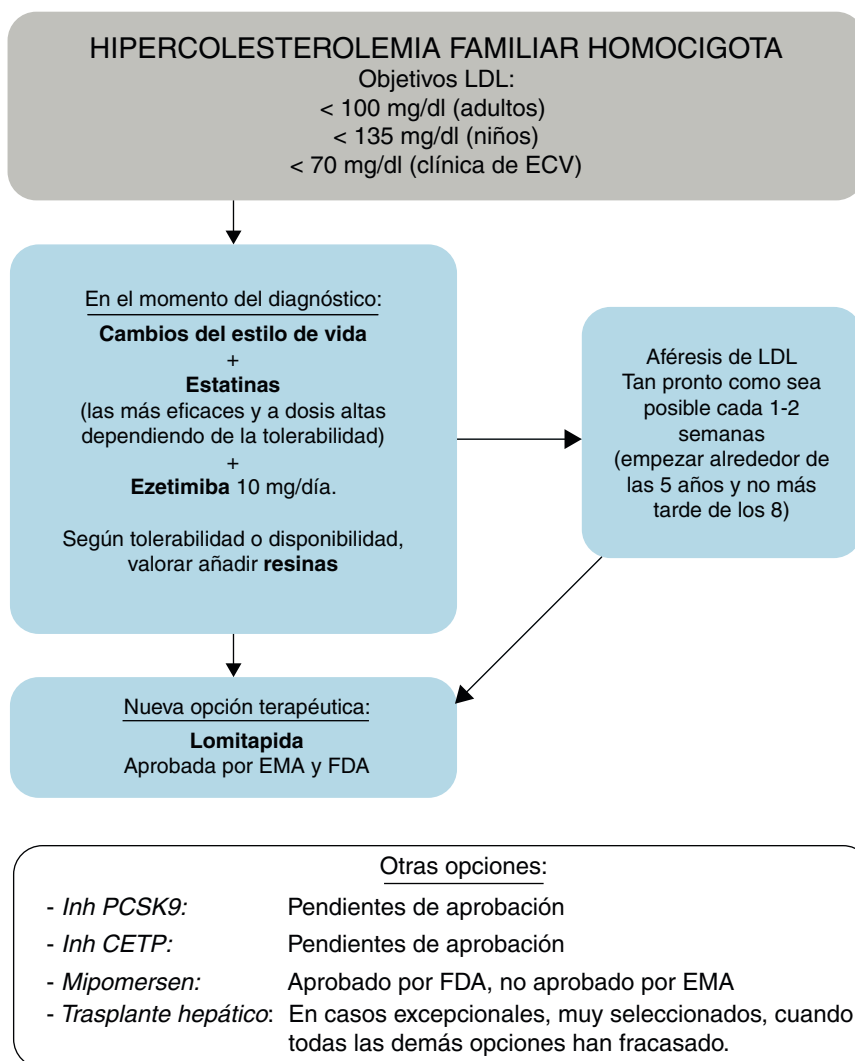 HIPERCOLESTEROLEMIA FAMILIAR HOMOCIGOTA
Objetivos LDL:
< 100 mg/dl (adultos)
< 135 mg/dl (niños)
< 70 mg/dl (clínica de ECV)
En el momento del diagnóstico:
Cambios del estilo de vida
+
Estatinas
(las más eficaces y a dosis altas
dependiendo de la tolerabilidad)
+
Ezetimiba 10 mg/día.
Según tolerabilidad o disponibilidad,
valorar añadir resinas
Aféresis de LDL
Tan pronto como sea
posible cada 1-2
semanas
(empezar alrededor de
las 5 años y no más
tarde de los 8)
Nueva opción terapéutica:
Lomitapida
Aprobada por EMA y FDA
Otras opciones:
- Inh PCSK9: Pendientes de aprobación
- Inh CETP: Pendientes de aprobación
- Mipomersen: Aprobado por FDA, no aprobado por EMA
- Trasplante hepático: En casos excepcionales, muy seleccionados, cuando
todas las demás opciones han fracasado.